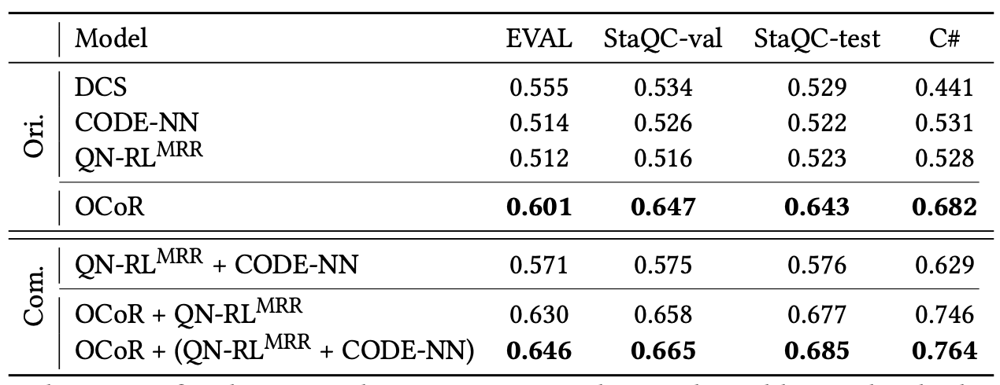 Model EVAL StaQC-val StaQC-test C#
Ori.
DCS 0.555 0.534 0.529 0.441
CODE-NN 0.514 0.526 0.522 0.531
QN-RL^MRR 0.512 0.516 0.523 0.528
OCoR 0.601 0.647 0.643 0.682
Com.
QN-RL^MRR + CODE-NN 0.571 0.575 0.576 0.629
OCoR + QN-RL^MRR 0.630 0.658 0.677 0.746
OCoR + (QN-RL^MRR + CODE-NN) 0.646 0.665 0.685 0.764